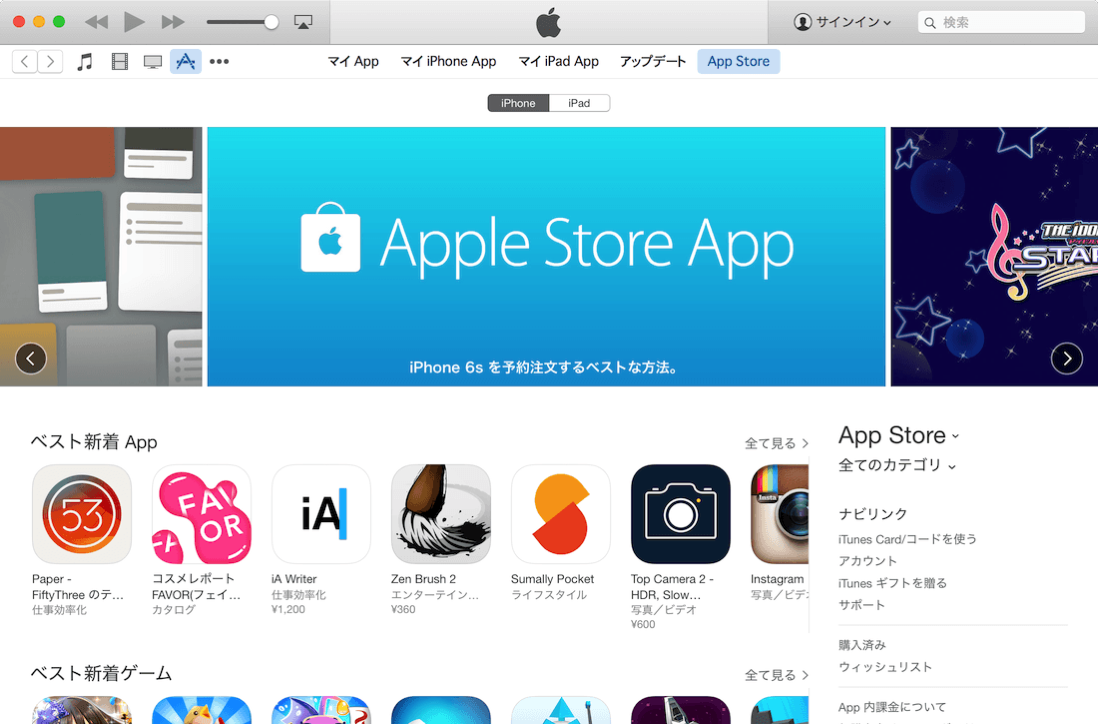 サインイン
検索
マイ App
マイ iPhone App
マイ iPad App
アップデート
App Store
iPhone
iPad
Apple Store App
iPhone 6s を予約注文するベストな方法。
THE iDOL
STAR
ベスト新着 App
全て見る
53
FAVOR
FA
iA
Insta
Paper -
FiftyThree のテ…
仕事効率化
コスメレポート
FAVOR(フェイ…
カタログ
iA Writer
仕事効率化
¥1,200
Zen Brush 2
エンターテイン…
¥360
Sumally Pocket
ライフスタイル
Top Camera 2 -
HDR, Slow…
写真／ビデオ
¥600
Instagram
写真／ビデ
ベスト新着ゲーム
全て見る
App Store
全てのカテゴリ
ナビリンク
iTunes Card/コードを使う
アカウント
iTunes ギフトを贈る
サポート
購入済み
ウィッシュリスト
App 内課金について